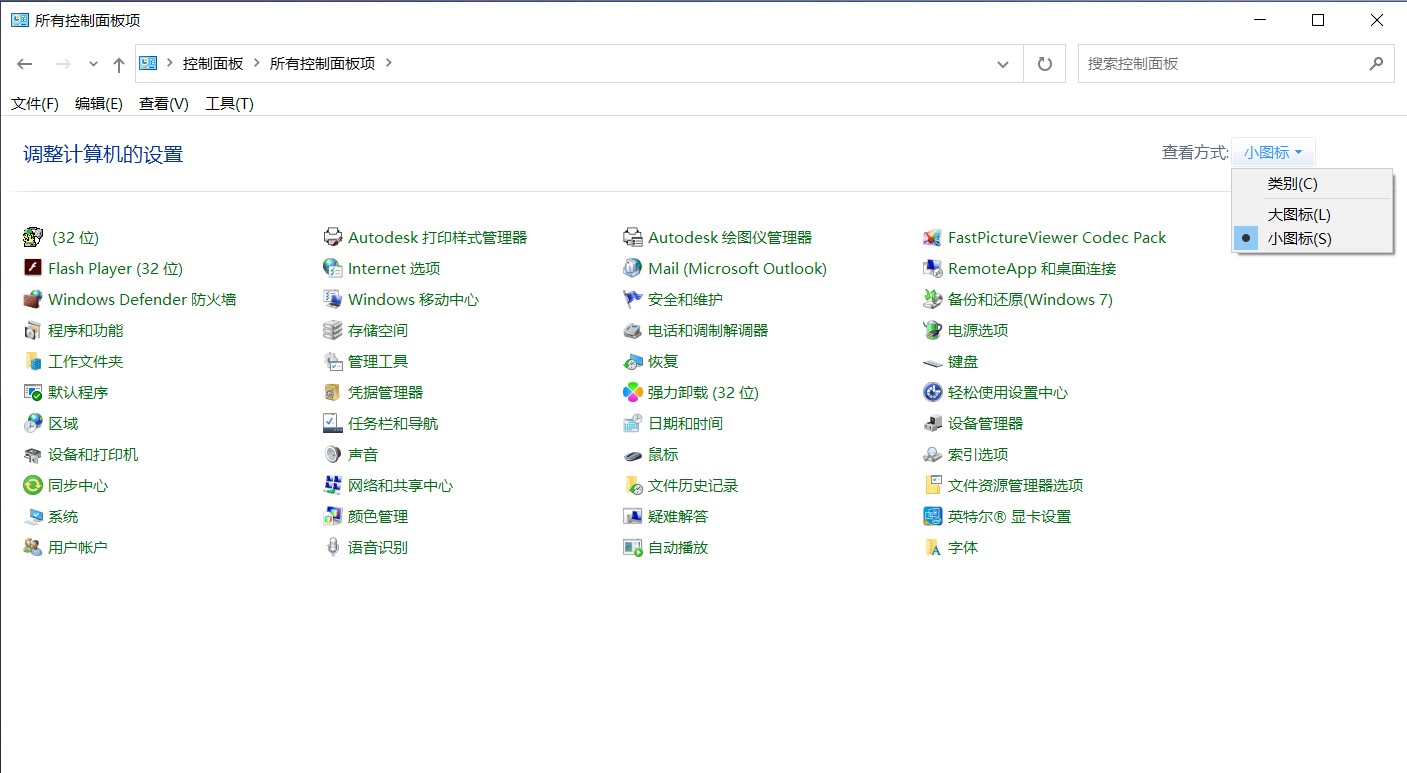 所有控制面板项
控制面板 所有控制面板项 搜索控制面板
文件(F) 编辑(E) 查看(V) 工具(T)
调整计算机的设置 查看方式: 小图标
类别(C)
大图标(L)
小图标(S)
(32 位) Autodesk 打印样式管理器 Autodesk 绘图仪管理器 FastPictureViewer Codec Pack
Flash Player (32 位) Internet 选项 Mail (Microsoft Outlook) RemoteApp 和桌面连接
Windows Defender 防火墙 Windows 移动中心 安全和维护 备份和还原(Windows 7)
程序和功能 存储空间 电话和调制解调器 电源选项
工作文件夹 管理工具 恢复 键盘
默认程序 凭据管理器 强力卸载 (32 位) 轻松使用设置中心
区域 任务栏和导航 日期和时间 设备管理器
设备和打印机 声音 鼠标 索引选项
同步中心 网络和共享中心 文件历史记录 文件资源管理器选项
系统 颜色管理 疑难解答 英特尔® 显卡设置
用户帐户 语音识别 自动播放 字体